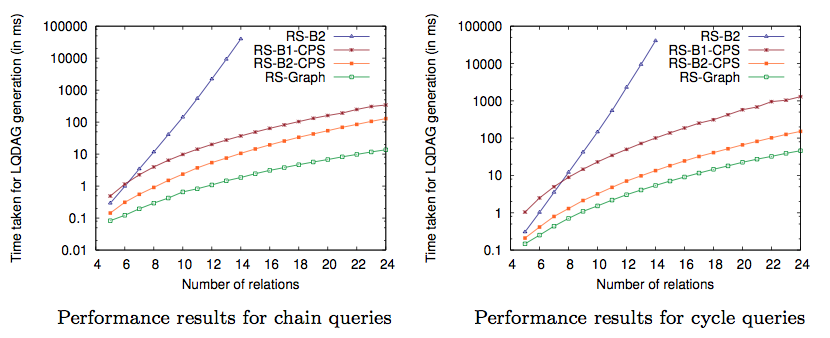 Time taken for LQDAG generation (in ms)
100000
10000
1000
100
10
1
0.1
0.01
RS-B2
RS-B1-CPS
RS-B2-CPS
RS-Graph
4 6 8 10 12 14 16 18 20 22 24
Number of relations
Performance results for chain queries
Time taken for LQDAG generation (in ms)
100000
10000
1000
100
10
1
0.1
RS-B2
RS-B1-CPS
RS-B2-CPS
RS-Graph
4 6 8 10 12 14 16 18 20 22 24
Number of relations
Performance results for cycle queries